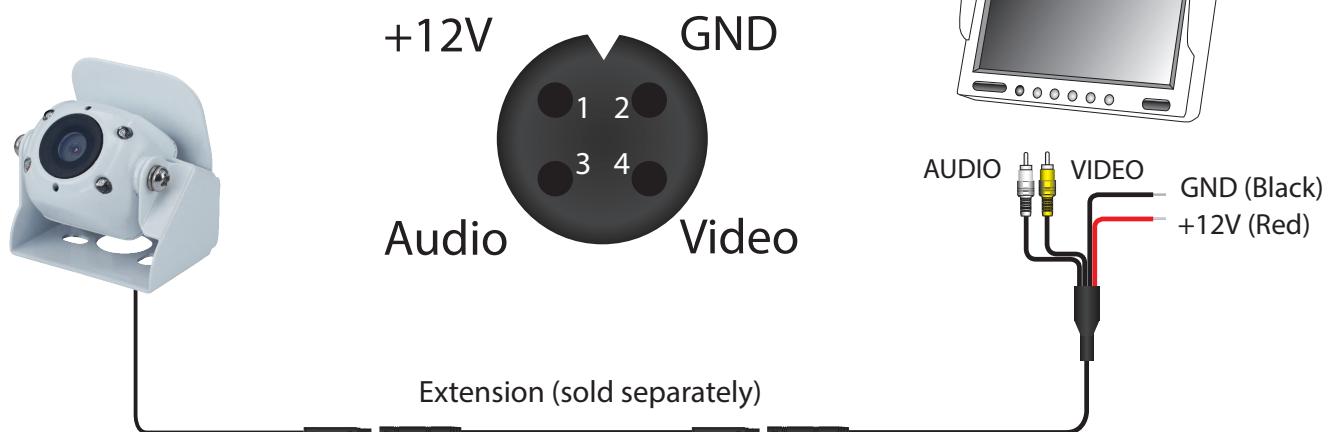 +12V
GND
1 2
3 4
Audio
Video
AUDIO
VIDEO
GND (Black)
+12V (Red)
Extension (sold separately)